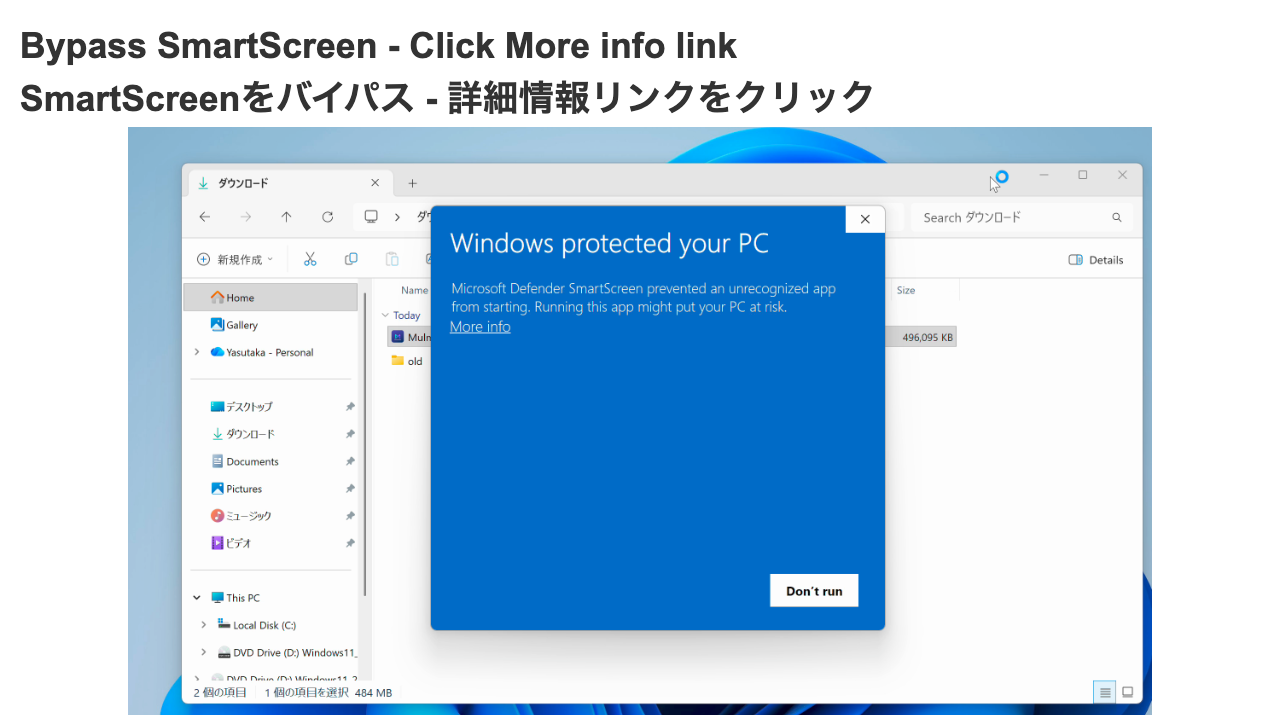 Bypass SmartScreen - Click More info link
SmartScreenをバイパス - 詳細情報リンクをクリック
ダウンロード
Search ダウンロード
新規作成
Details
Name
Size
Home
Gallery
Yasutaka - Personal
デスクトップ
ダウンロード
Documents
Pictures
ミュージック
ビデオ
This PC
Local Disk (C:)
DVD Drive (D:) Windows11_
DVD Drive (D:) Windows11_2
Today
496,095 KB
old
Windows protected your PC
Microsoft Defender SmartScreen prevented an unrecognized app
from starting. Running this app might put your PC at risk.
More info
Don't run
2 個の項目
1 個の項目を選択 484 MB